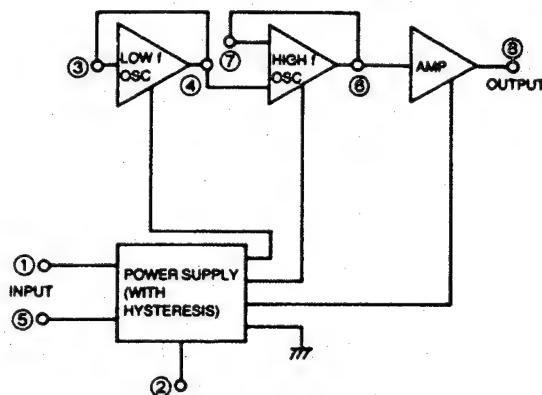 ③ LOW f OSC ④
⑦ HIGH f OSC ⑥
AMP ⑧ OUTPUT
① INPUT ⑤
POWER SUPPLY
(WITH
HYSTERESIS)
②